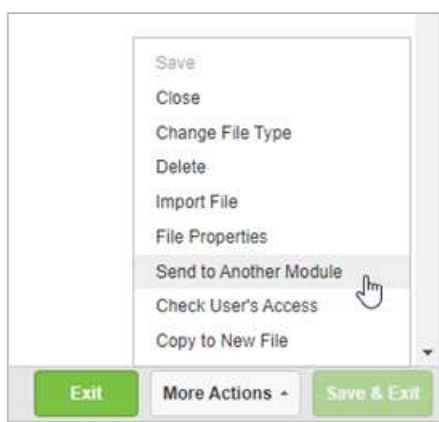 Save
Close
Change File Type
Delete
Import File
File Properties
Send to Another Module
Check User's Access
Copy to New File
Exit
More Actions
Save & Exit